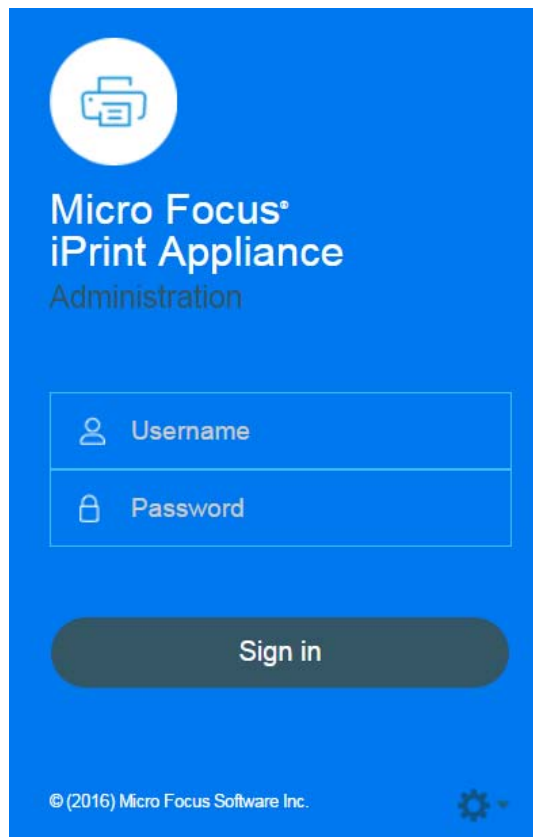 Micro Focus®
iPrint Appliance
Administration
Username
Password
Sign in
© (2016) Micro Focus Software Inc.